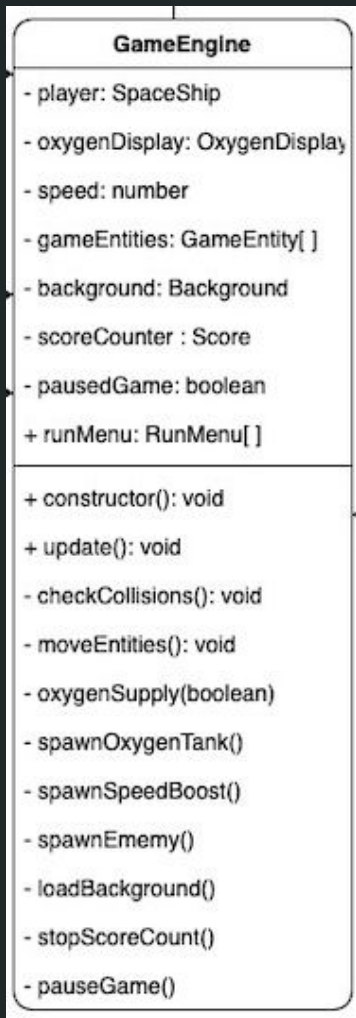 GameEngine
- player: SpaceShip
- oxygenDisplay: OxygenDisplay
- speed: number
- gameEntities: GameEntity[ ]
- background: Background
- scoreCounter : Score
- pausedGame: boolean
+ runMenu: RunMenu[ ]
+ constructor(): void
+ update(): void
- checkCollisions(): void
- moveEntities(): void
- oxygenSupply(boolean)
- spawnOxygenTank()
- spawnSpeedBoost()
- spawnEmemy()
- loadBackground()
- stopScoreCount()
- pauseGame()